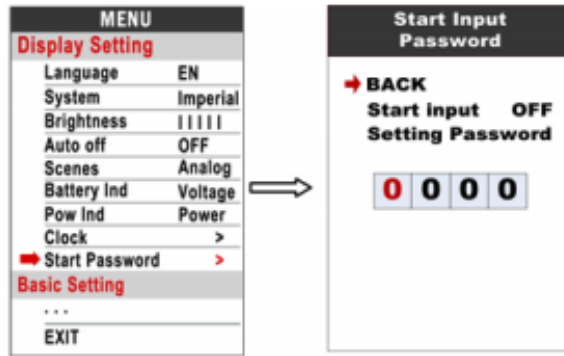 MENU
Display Setting
Language EN
System Imperial
Brightness | | | | |
Auto off OFF
Scenes Analog
Battery Ind Voltage
Pow Ind Power
Clock >
Start Password >
Basic Setting
...
EXIT
Start Input
Password
BACK
Start input OFF
Setting Password
0 0 0 0